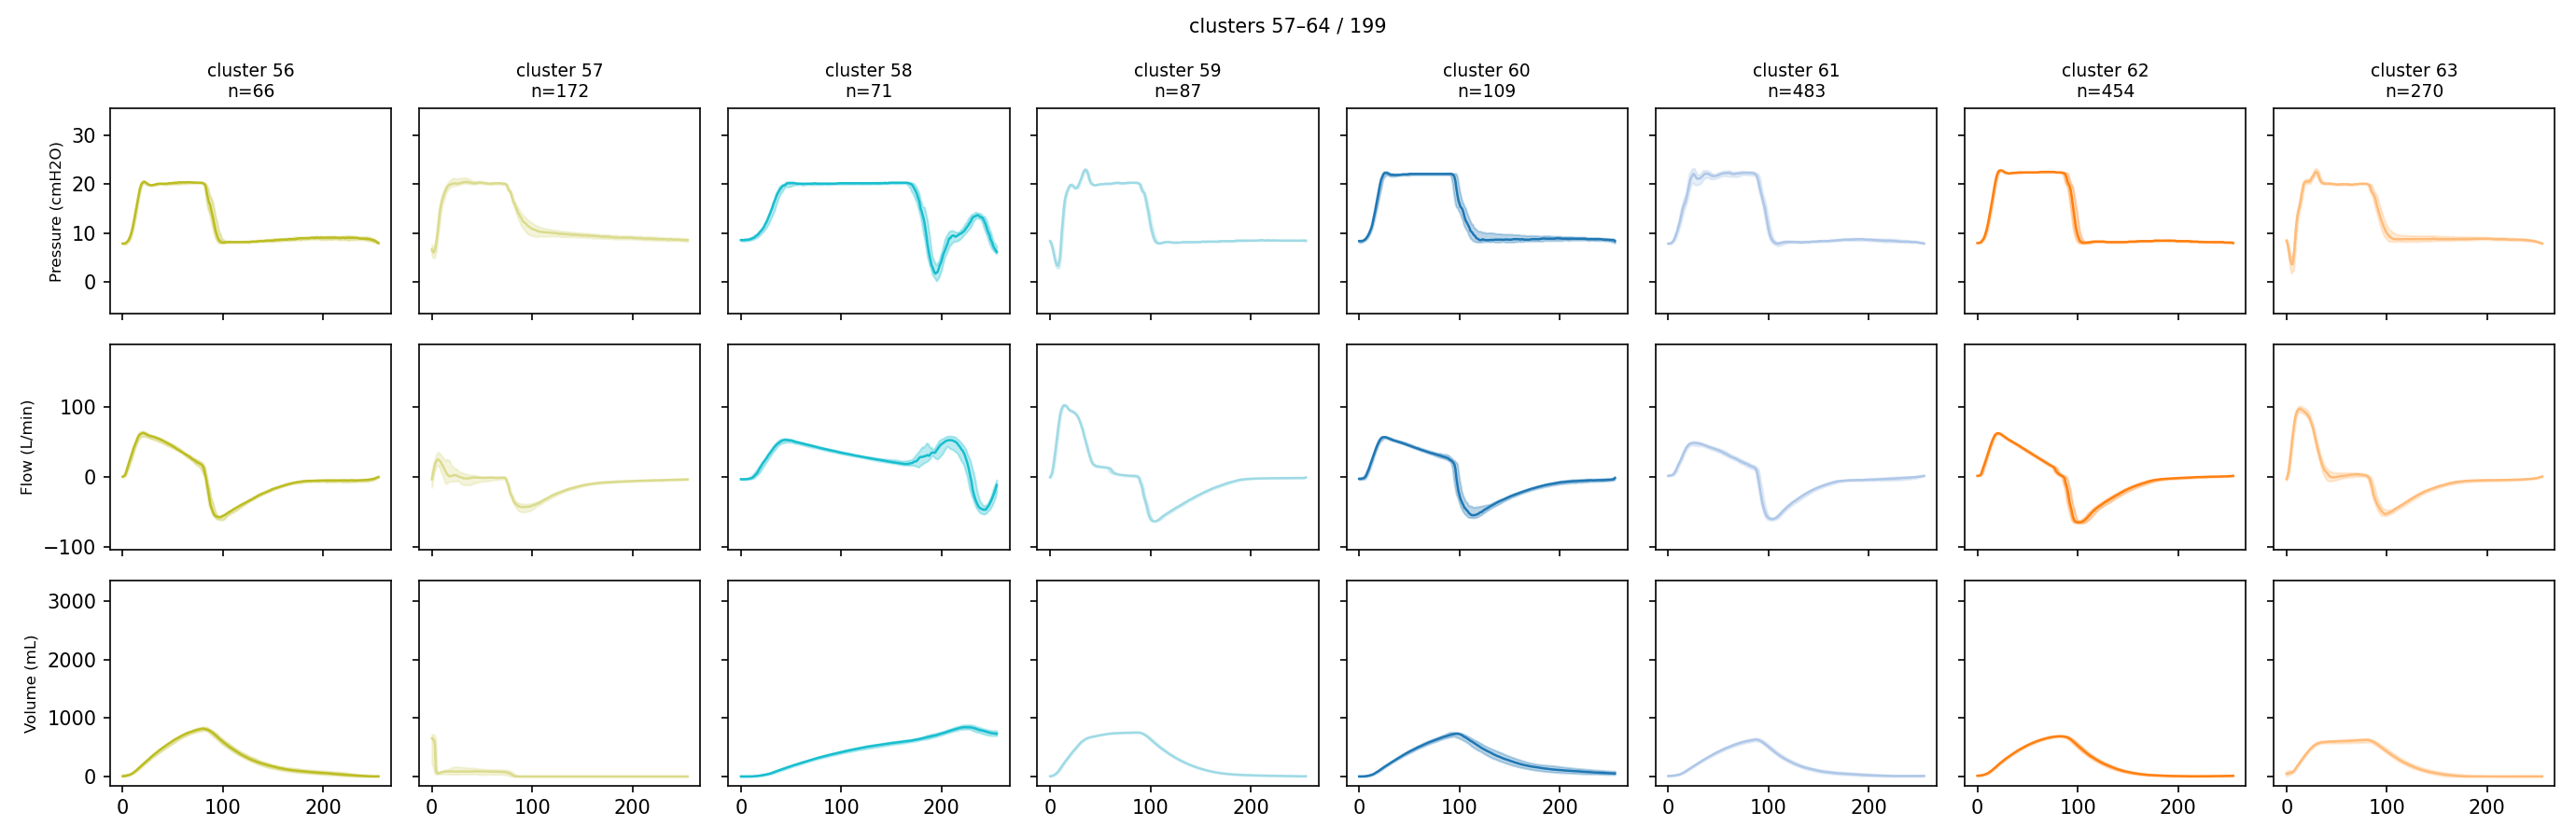 clusters 57–64 / 199
cluster 56
n=66
cluster 57
n=172
cluster 58
n=71
cluster 59
n=87
cluster 60
n=109
cluster 61
n=483
cluster 62
n=454
cluster 63
n=270
Pressure (cmH2O)
30
20
10
0
Flow (L/min)
100
0
−100
Volume (mL)
3000
2000
1000
0
0 100 200 0 100 200 0 100 200 0 100 200 0 100 200 0 100 200 0 100 200 0 100 200